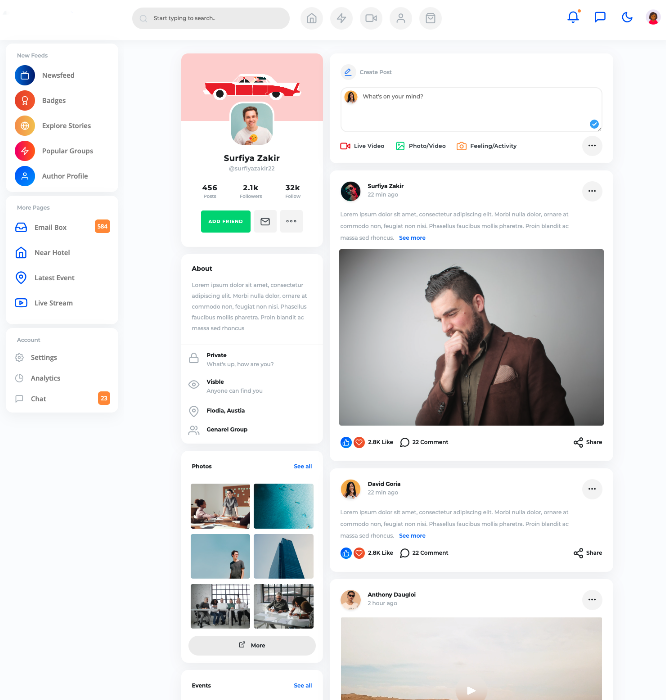 Start typing to search..
New Feeds
Newsfeed
Badges
Explore Stories
Popular Groups
Author Profile
More Pages
Email Box
584
Near Hotel
Latest Event
Live Stream
Account
Settings
Analytics
Chat
23
Surfiya Zakir
@surfiyazakir22
456
2.1k
32k
Posts
Followers
Follow
ADD FRIEND
About
Lorem ipsum dolor sit amet, consectetur
adipiscing elit. Morbi nulla dolor, ornare at
commodo non, feugiat non nisi. Phasellus
faucibus mollis pharetra. Proin blandit ac
massa sed rhoncus
Private
What's up, how are you?
Visble
Anyone can find you
Flodia, Austia
Genarel Group
Photos
See all
More
Events
See all
Create Post
What's on your mind?
Live Video
Photo/Video
Feeling/Activity
Surfiya Zakir
22 min ago
Lorem ipsum dolor sit amet, consectetur adipiscing elit. Morbi nulla dolor, ornare at
commodo non, feugiat non nisi. Phasellus faucibus mollis pharetra. Proin blandit ac
massa sed rhoncus. See more
2.8K Like
22 Comment
Share
David Goria
22 min ago
Lorem ipsum dolor sit amet, consectetur adipiscing elit. Morbi nulla dolor, ornare at
commodo non, feugiat non nisi. Phasellus faucibus mollis pharetra. Proin blandit ac
massa sed rhoncus. See more
2.8K Like
22 Comment
Share
Anthony Daugloi
2 hour ago